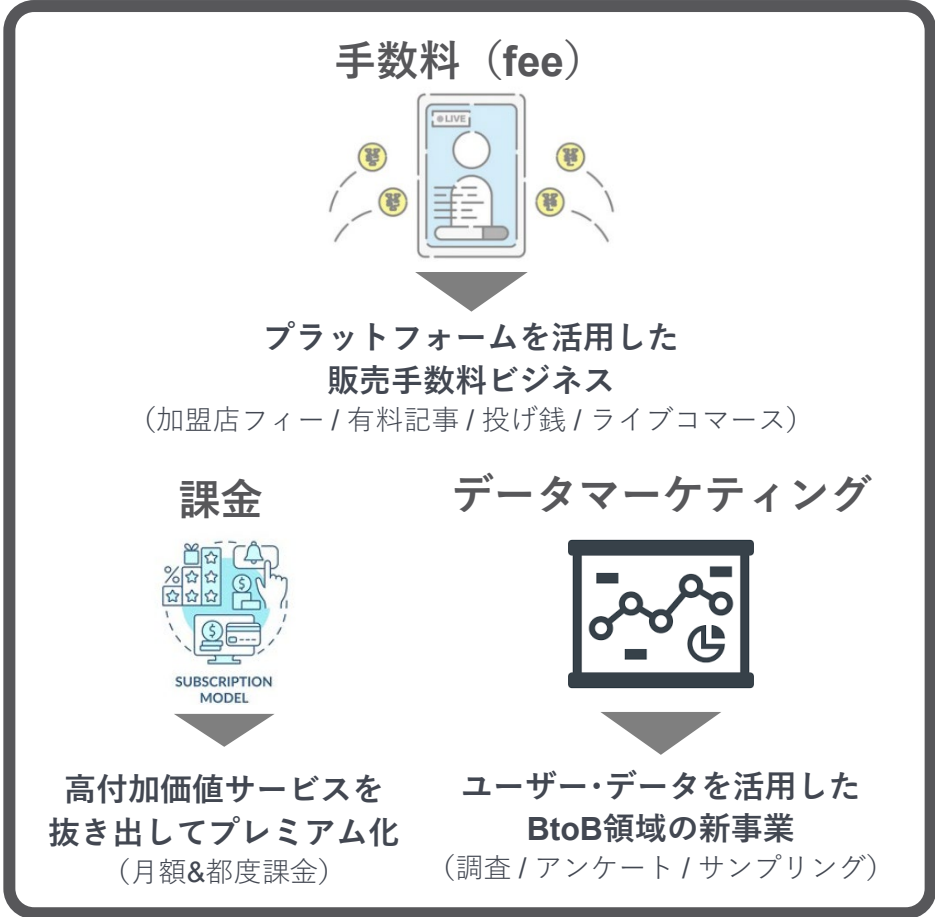 手数料（fee）
LIVE
プラットフォームを活用した
販売手数料ビジネス
（加盟店フィー / 有料記事 / 投げ銭 / ライブコマース）
課金
%
$
$
SUBSCRIPTION
MODEL
高付加価値サービスを
抜き出してプレミアム化
（月額&都度課金）
データマーケティング
ユーザー・データを活用した
BtoB領域の新事業
（調査 / アンケート / サンプリング）